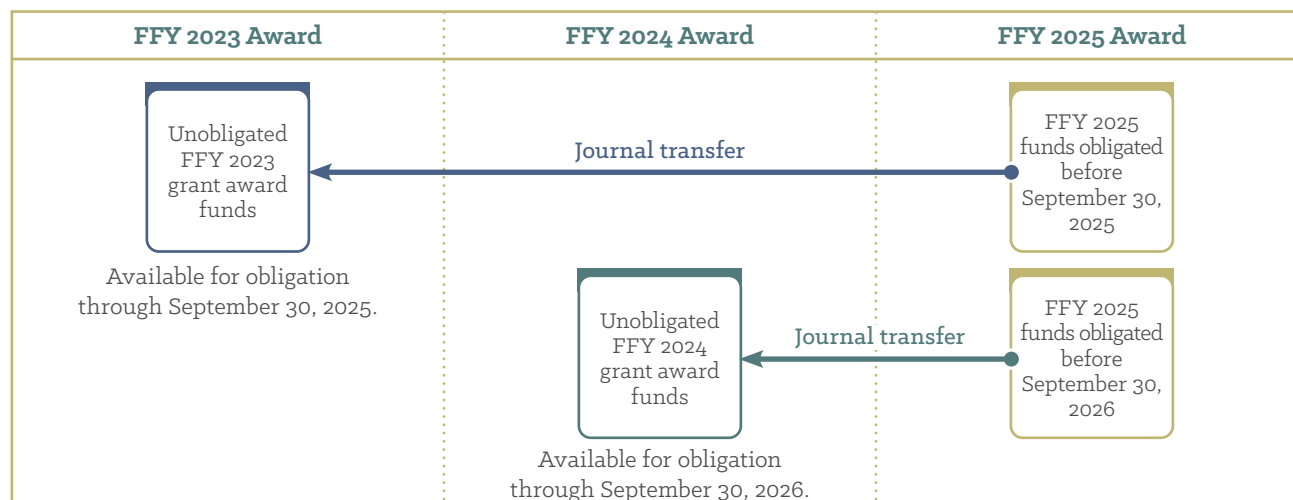 FFY 2023 Award
FFY 2024 Award
FFY 2025 Award
Unobligated
FFY 2023
grant award
funds
Journal transfer
FFY 2025
funds obligated
before
September 30,
2025
Available for obligation
through September 30, 2025.
Unobligated
FFY 2024
grant award
funds
Journal transfer
FFY 2025
funds obligated
before
September 30,
2026
Available for obligation
through September 30, 2026.